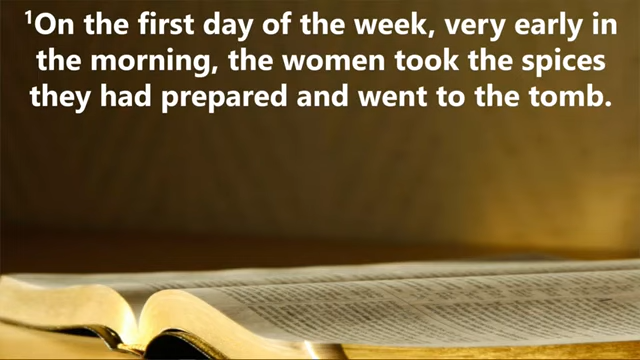 ¹On the first day of the week, very early in
the morning, the women took the spices
they had prepared and went to the tomb.